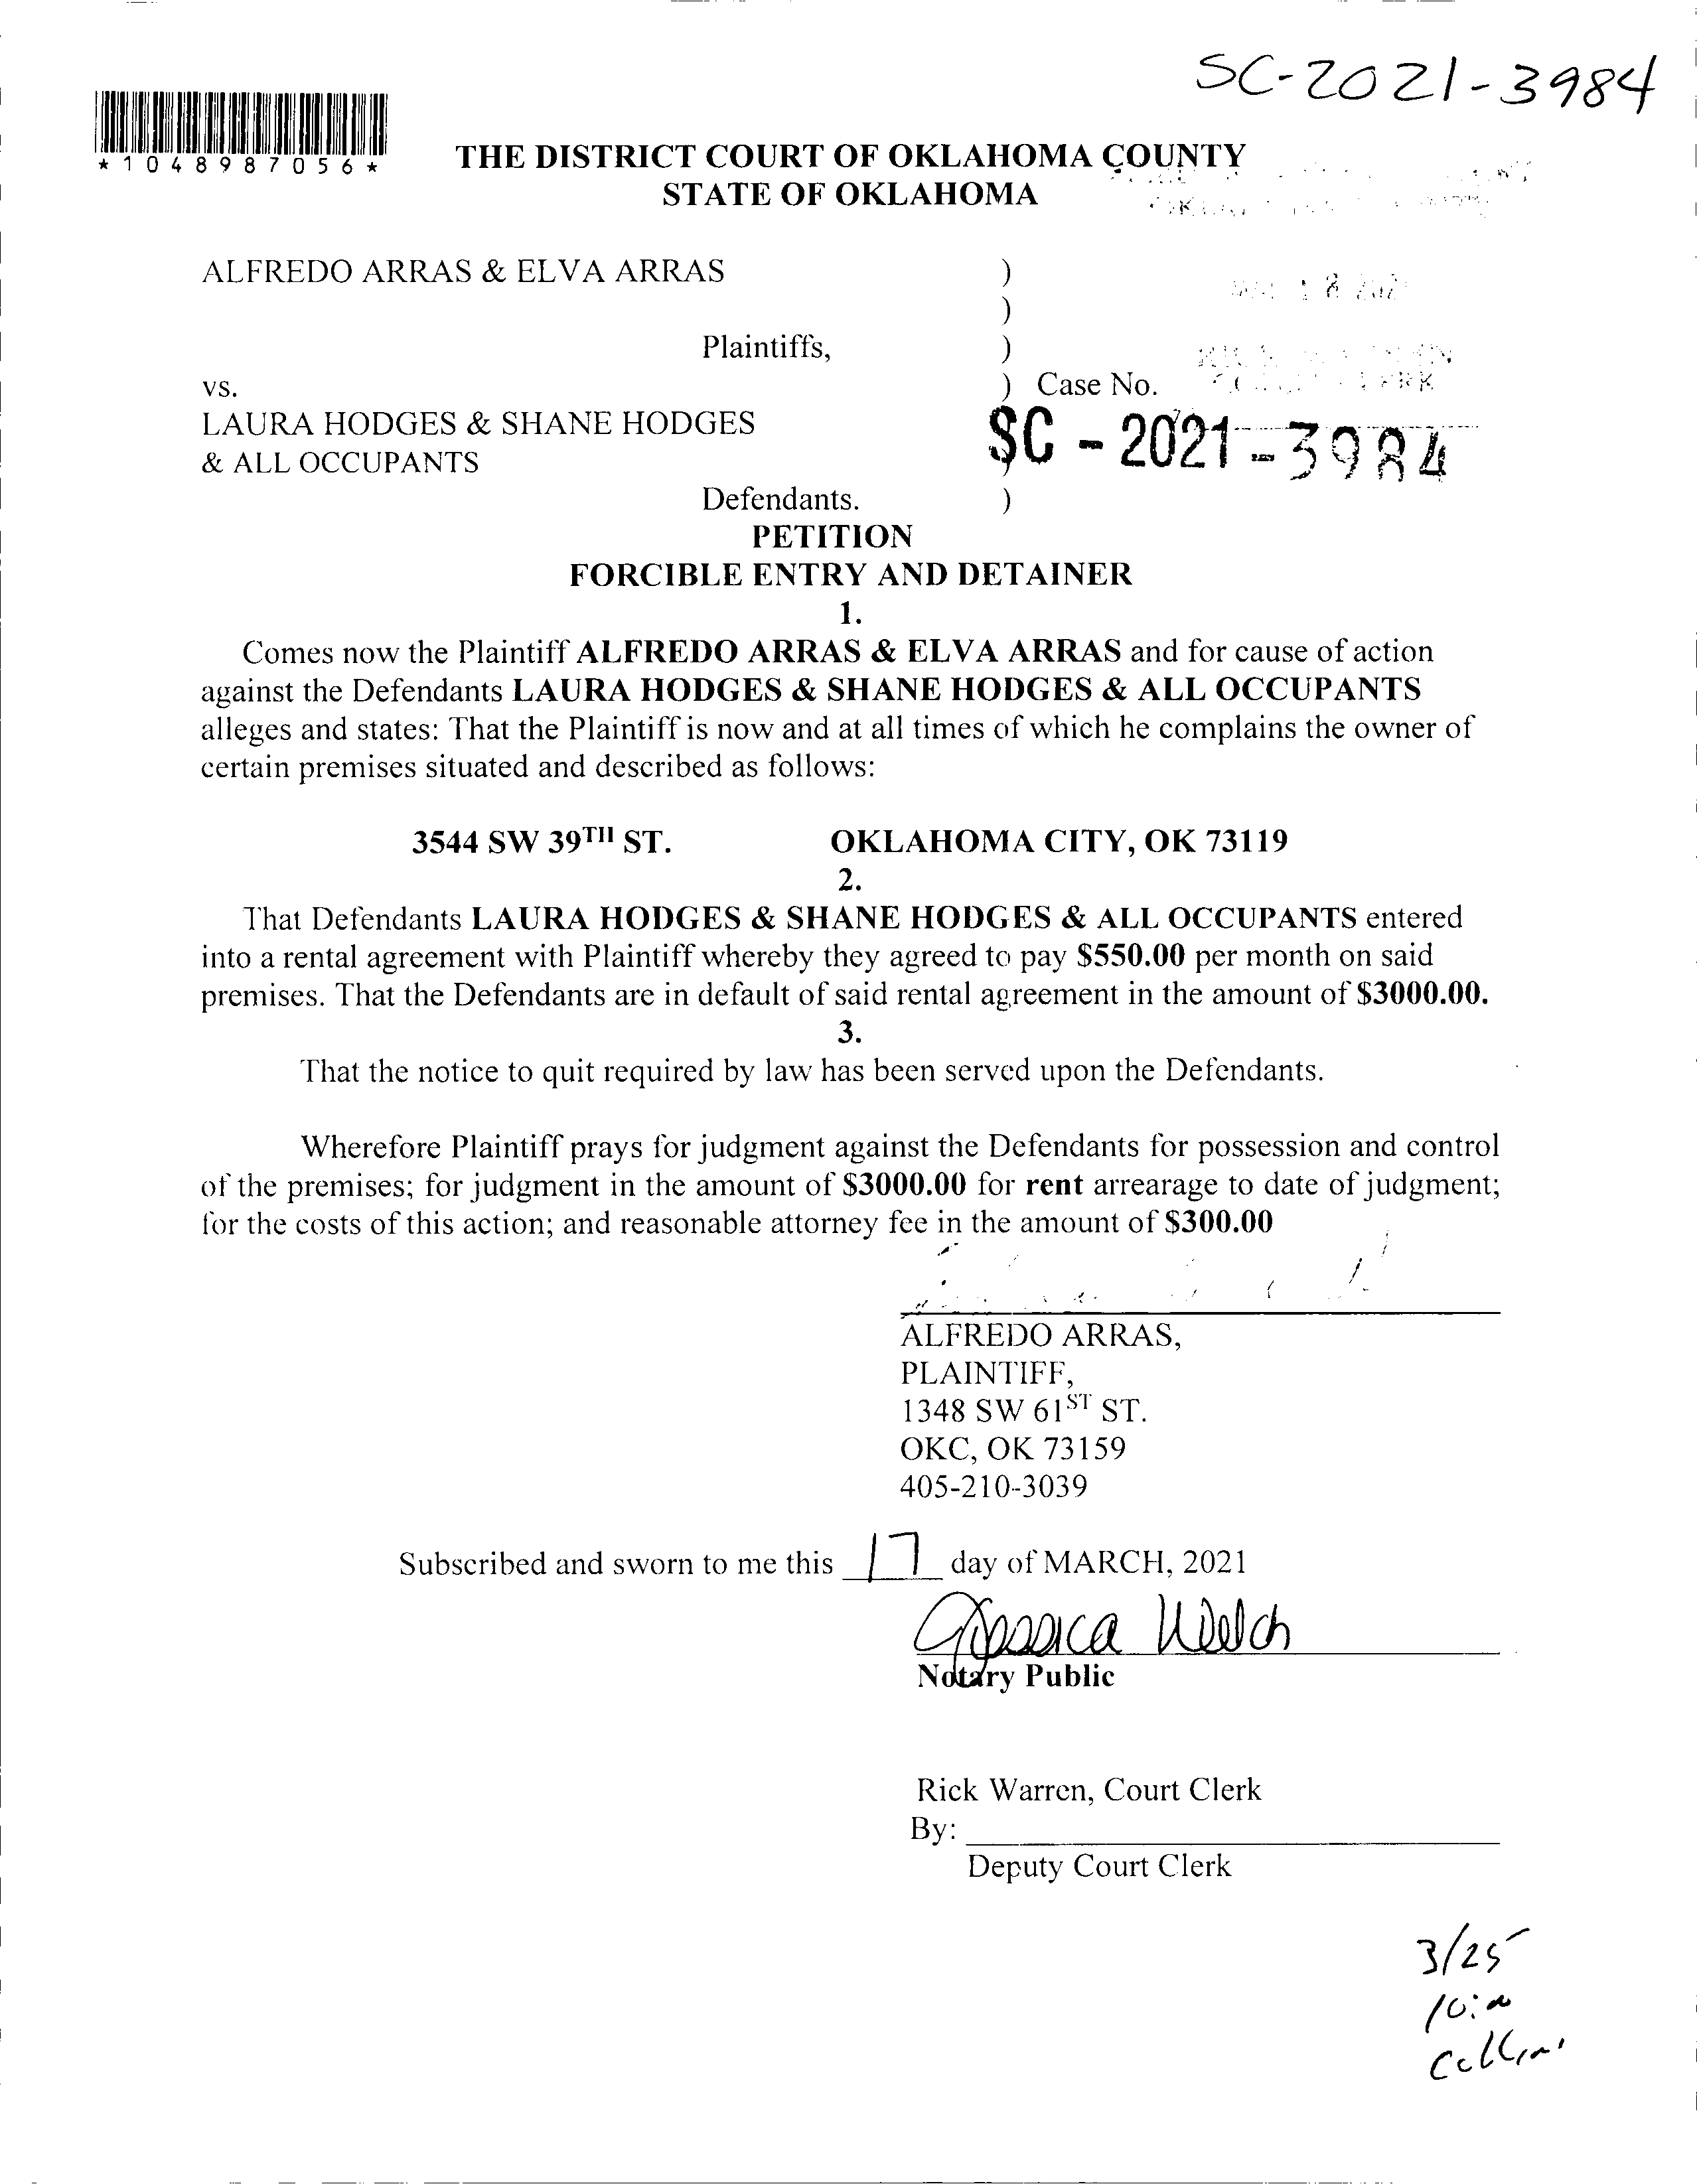 SC-2021-3984
*1048987056*
THE DISTRICT COURT OF OKLAHOMA COUNTY
STATE OF OKLAHOMA
ALFREDO ARRAS & ELVA ARRAS )
)
Plaintiffs, )
vs. ) Case No.
LAURA HODGES & SHANE HODGES
SC - 2021 - 3984
& ALL OCCUPANTS
Defendants. )
PETITION
FORCIBLE ENTRY AND DETAINER
1.
Comes now the Plaintiff ALFREDO ARRAS & ELVA ARRAS and for cause of action
against the Defendants LAURA HODGES & SHANE HODGES & ALL OCCUPANTS
alleges and states: That the Plaintiff is now and at all times of which he complains the owner of
certain premises situated and described as follows:
3544 SW 39TH ST. OKLAHOMA CITY, OK 73119
2.
That Defendants LAURA HODGES & SHANE HODGES & ALL OCCUPANTS entered
into a rental agreement with Plaintiff whereby they agreed to pay $550.00 per month on said
premises. That the Defendants are in default of said rental agreement in the amount of $3000.00.
3.
That the notice to quit required by law has been served upon the Defendants.
Wherefore Plaintiff prays for judgment against the Defendants for possession and control
of the premises; for judgment in the amount of $3000.00 for rent arrearage to date of judgment;
for the costs of this action; and reasonable attorney fee in the amount of $300.00
ALFREDO ARRAS,
PLAINTIFF,
1348 SW 61ST ST.
OKC, OK 73159
405-210-3039
Subscribed and sworn to me this 17 day of MARCH, 2021
Jessica Welch
Notary Public
Rick Warren, Court Clerk
By:
Deputy Court Clerk
3/25